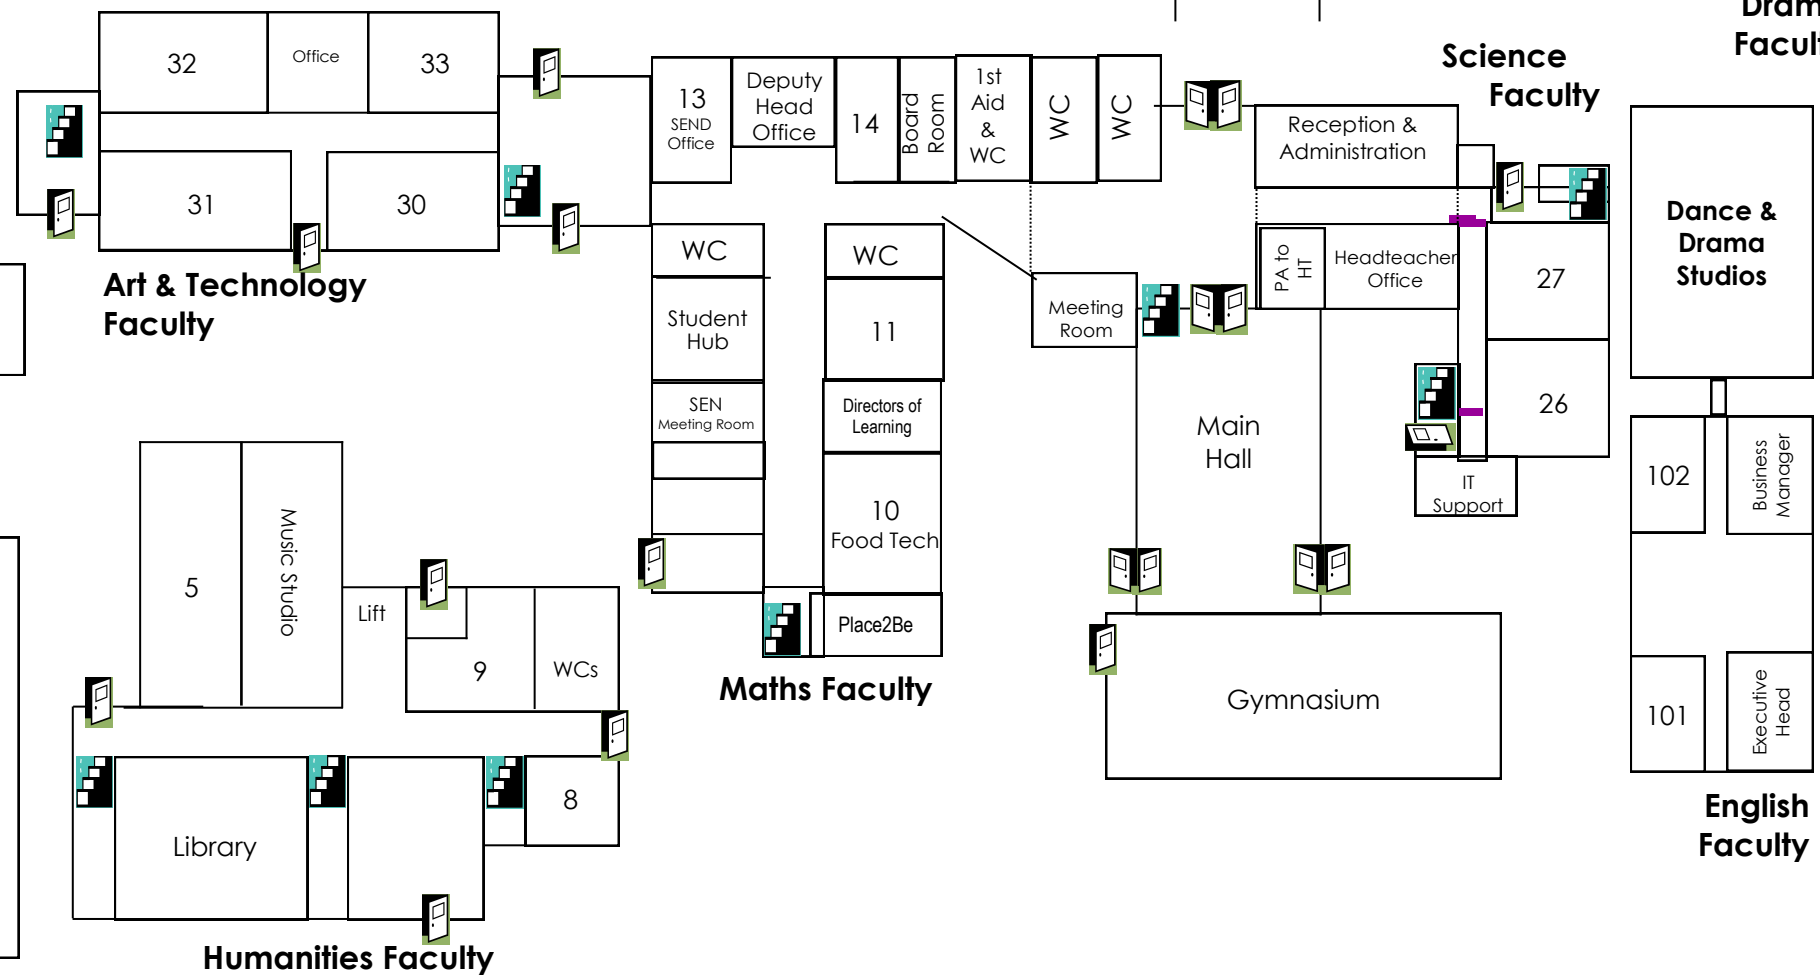 Dram
Facult
Science
Faculty
32
Office
33
31
30
Art & Technology
Faculty
13
SEND
Office
Deputy
Head
Office
14
Board
Room
1st
Aid
&
WC
WC
WC
Reception &
Administration
WC
WC
Student
Hub
11
SEN
Meeting Room
Directors of
Learning
10
Food Tech
Place2Be
Maths Faculty
Meeting
Room
PA to
HT
Headteacher
Office
Main
Hall
27
26
IT
Support
Gymnasium
Dance &
Drama
Studios
102
Business
Manager
101
Executive
Head
English
Faculty
5
Music Studio
Lift
9
WCs
8
Library
Humanities Faculty